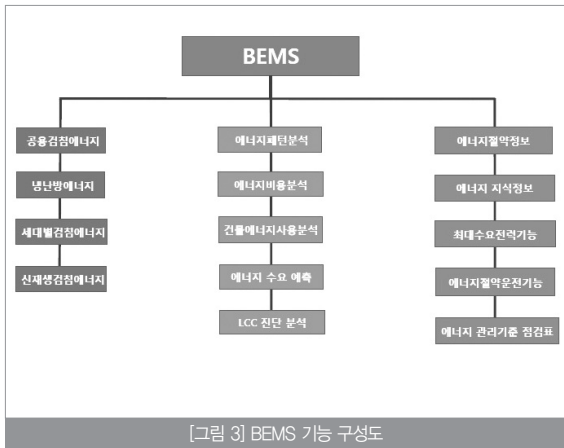 BEMS
공용검침에너지
냉난방에너지
세대별검침에너지
신재생검침에너지
에너지패턴분석
에너지비용분석
건물에너지사용분석
에너지 수요 예측
LCC 진단 분석
에너지절약정보
에너지 지식정보
최대수요전력기능
에너지절약운전기능
에너지 관리기준 점검표
[그림 3] BEMS 기능 구성도